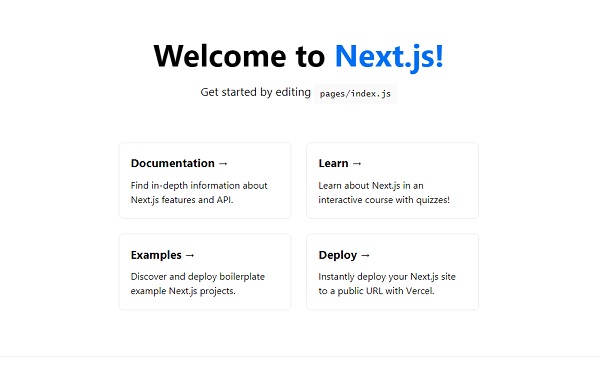 Welcome to Next.js!
Get started by editing pages/index.js
Documentation →
Find in-depth information about
Next.js features and API.
Learn →
Learn about Next.js in an
interactive course with quizzes!
Examples →
Discover and deploy boilerplate
example Next.js projects.
Deploy →
Instantly deploy your Next.js site
to a public URL with Vercel.